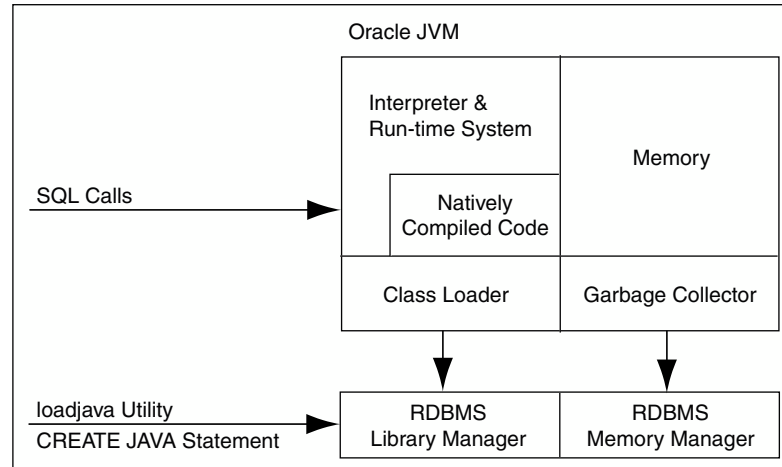 Oracle JVM
Interpreter &
Run-time System
Memory
SQL Calls
Natively
Compiled Code
Class Loader
Garbage Collector
loadjava Utility
CREATE JAVA Statement
RDBMS
Library Manager
RDBMS
Memory Manager